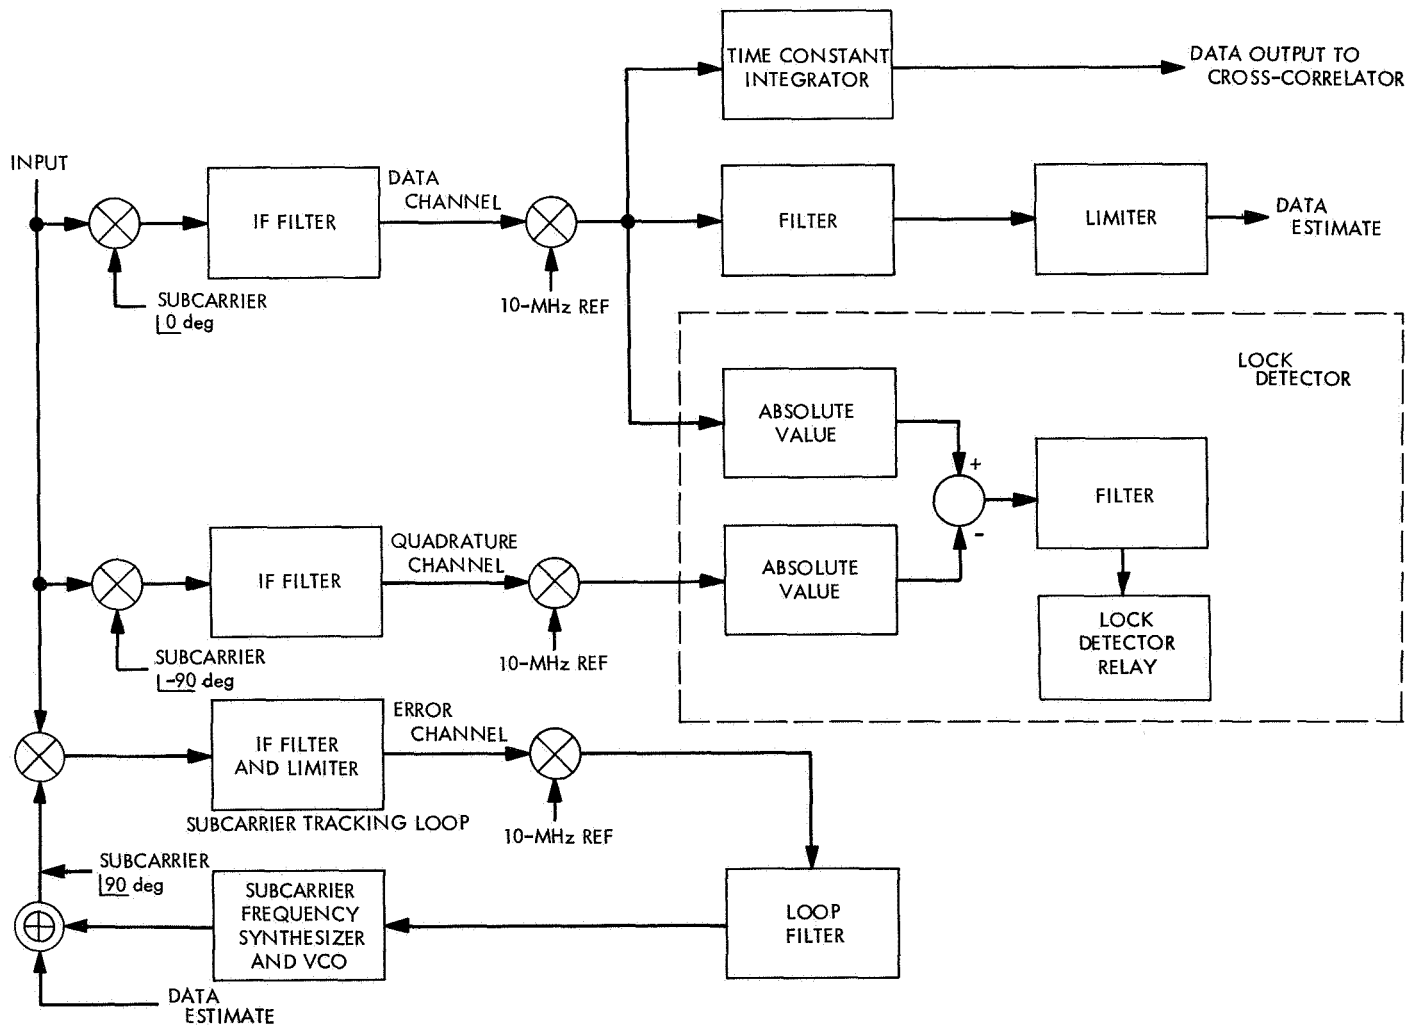 TIME CONSTANT
INTEGRATOR
DATA OUTPUT TO
CROSS-CORRELATOR
INPUT
IF FILTER
DATA
CHANNEL
FILTER
LIMITER
DATA
ESTIMATE
SUBCARRIER
0 deg
10-MHz REF
LOCK
DETECTOR
ABSOLUTE
VALUE
+
FILTER
-
IF FILTER
QUADRATURE
CHANNEL
ABSOLUTE
VALUE
SUBCARRIER
-90 deg
10-MHz REF
LOCK
DETECTOR
RELAY
IF FILTER
AND LIMITER
ERROR
CHANNEL
SUBCARRIER TRACKING LOOP
10-MHz REF
SUBCARRIER
90 deg
SUBCARRIER
FREQUENCY
SYNTHESIZER
AND VCO
LOOP
FILTER
DATA
ESTIMATE